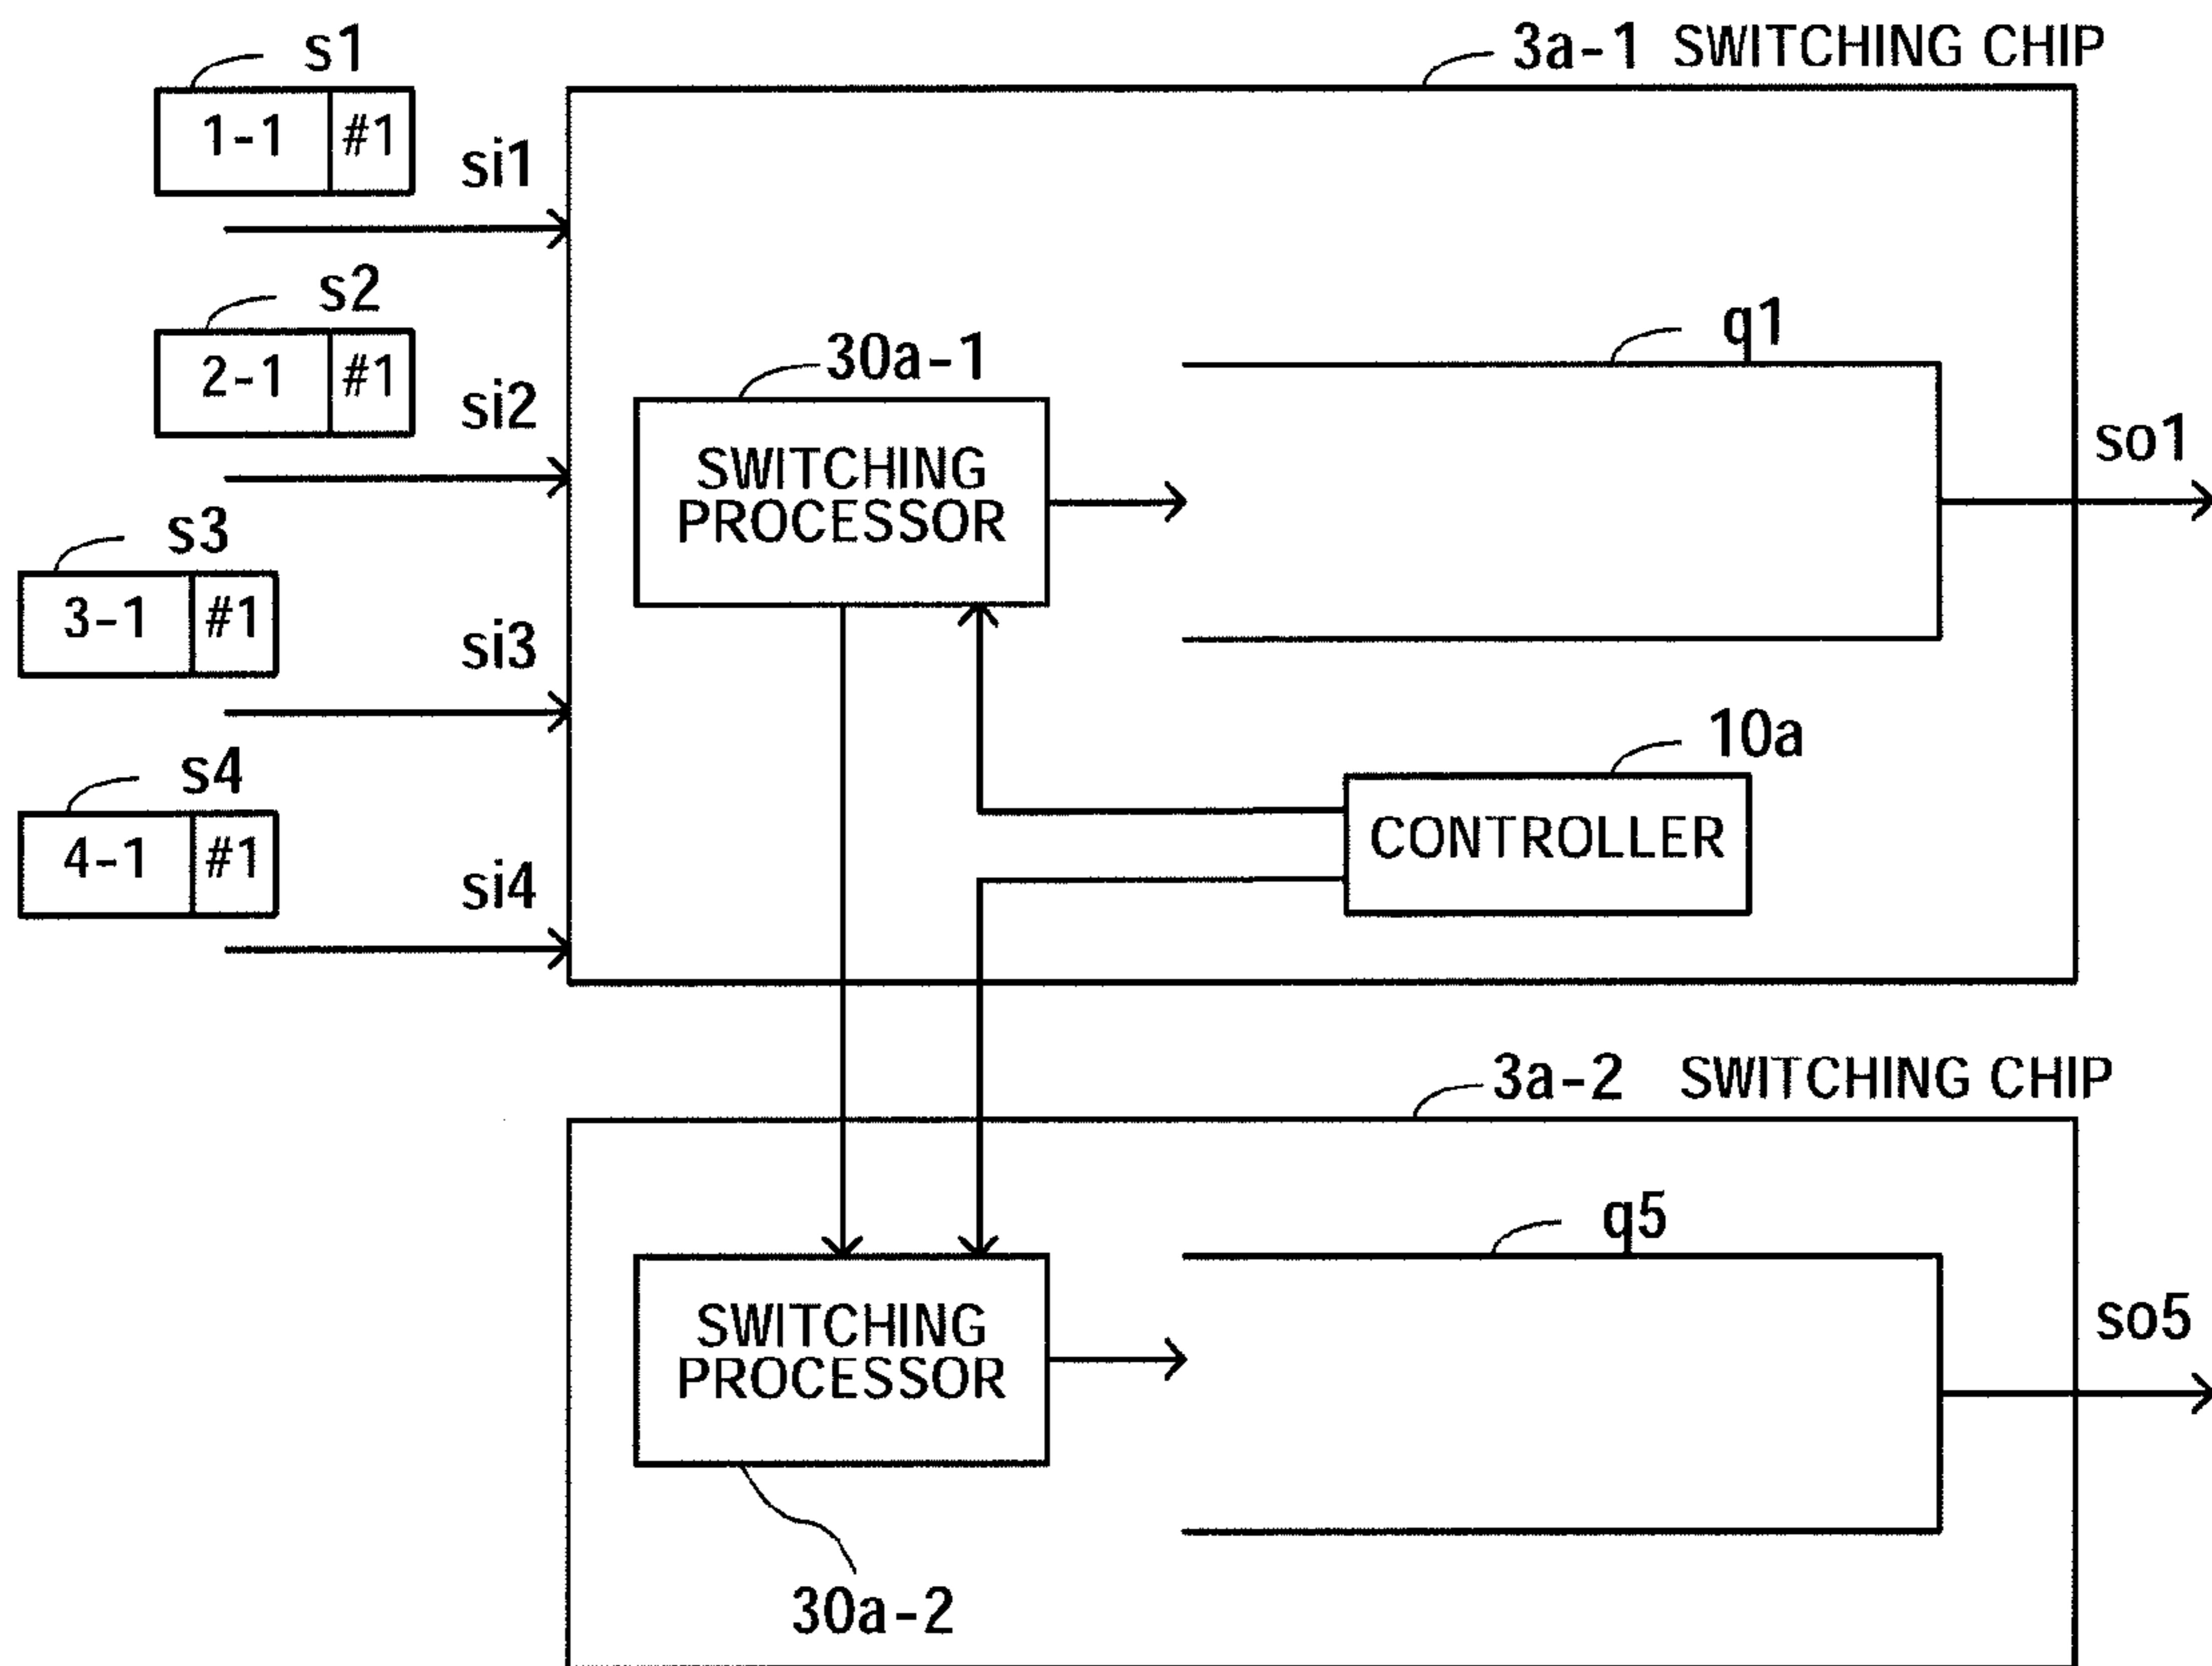 s1
3a-1 SWITCHING CHIP
1-1 #1
si1
s2
2-1 #1
si2
q1
30a-1
SWITCHING
PROCESSOR
so1
s3
3-1 #1
si3
10a
CONTROLLER
s4
4-1 #1
si4
3a-2 SWITCHING CHIP
q5
SWITCHING
PROCESSOR
so5
30a-2